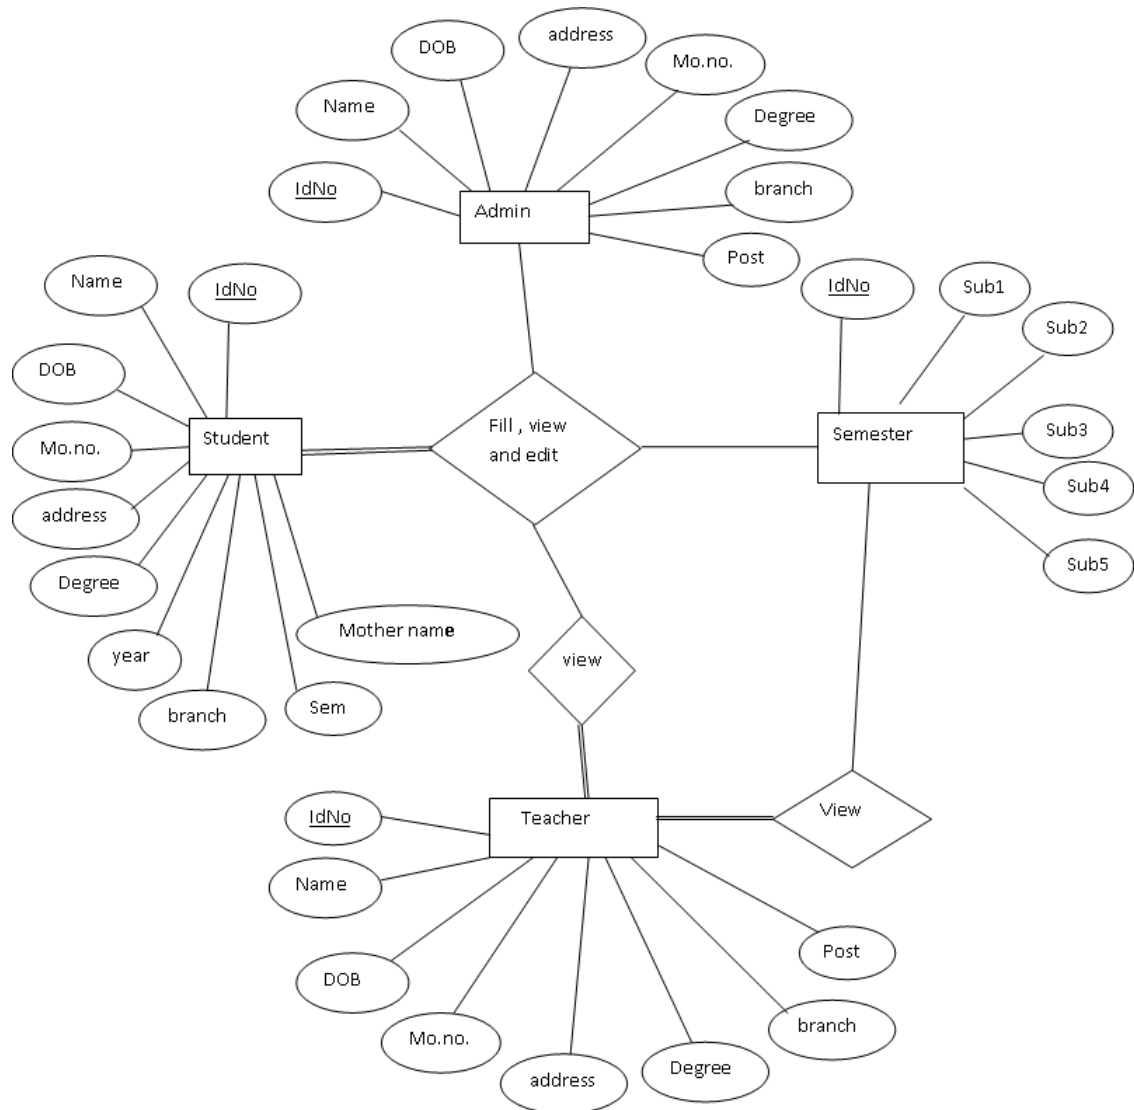 DOB
address
Mo.no.
Name
Degree
IdNo
branch
Admin
Post
Name
IdNo
IdNo
Sub1
Sub2
DOB
Student
Fill , view
and edit
Semester
Sub3
Mo.no.
Sub4
address
Sub5
Degree
Mother name
year
view
branch
Sem
IdNo
Teacher
View
Name
DOB
Post
Mo.no.
branch
address
Degree